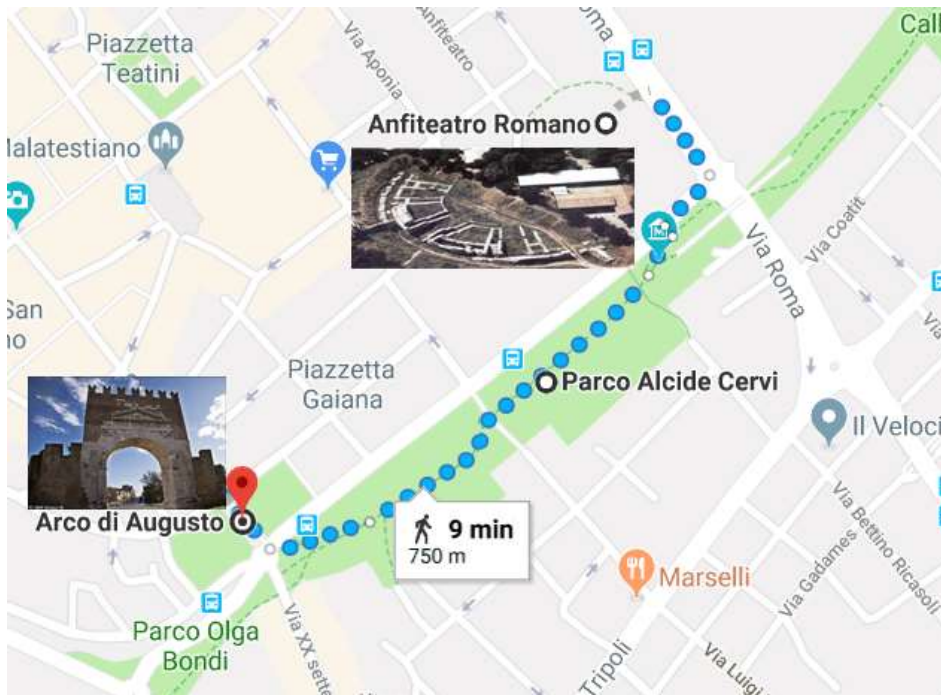 Call
Roma
Anfiteatro
Via Aponia
Piazzetta
Teatini
Malatestiano
Anfiteatro Romano
Via Coatit
Via Roma
San
no
Piazzetta
Gaiana
Parco Alcide Cervi
Il Veloci
Arco di Augusto
9 min
750 m
Via Bettino Ricasoli
Via Gadames
Marselli
Parco Olga
Bondi
Via XX sette
Tripoli
Via Luigi